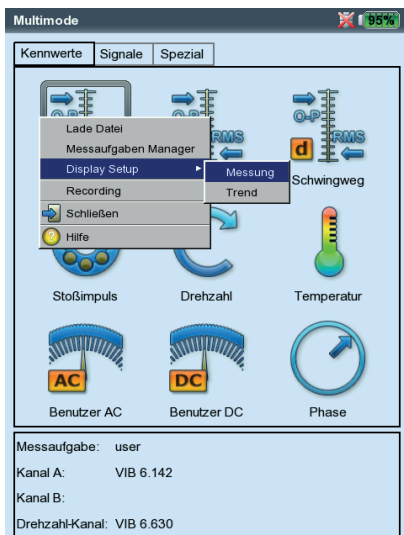 Multimode
95%
Kennwerte Signale Spezial
O-P
O-P
RMS
d
RMS
Schwingweg
Lade Datei
Messaufgaben Manager
Display Setup
Recording
Schließen
Hilfe
Messung
Trend
Stoßimpuls Drehzahl Temperatur
AC DC
Benutzer AC Benutzer DC Phase
Messaufgabe: user
Kanal A: VIB 6.142
Kanal B:
Drehzahl-Kanal: VIB 6.630